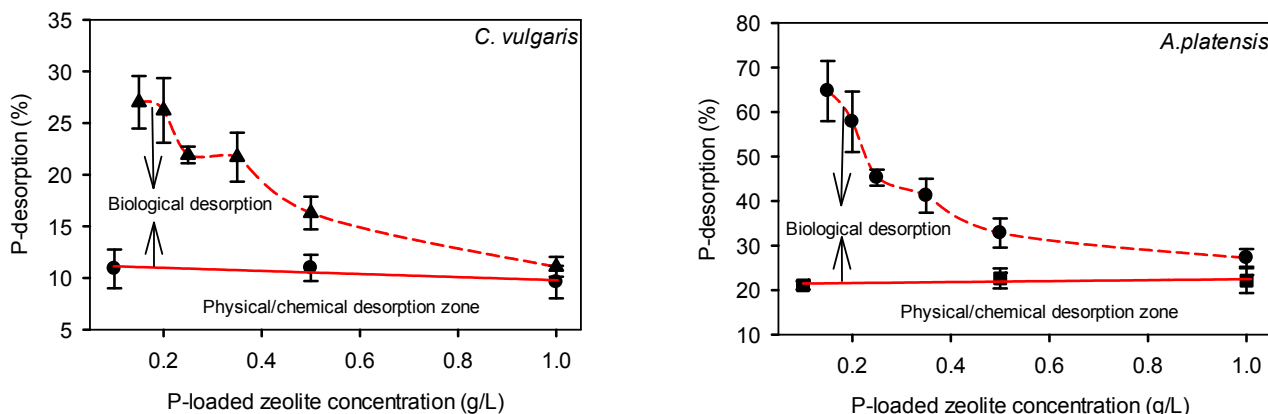 C. vulgaris
35
30
25
20
15
10
5
P-desorption (%)
Biological desorption
Physical/chemical desorption zone
0.2
0.4
0.6
0.8
1.0
P-loaded zeolite concentration (g/L)
A.platensis
80
70
60
50
40
30
20
10
P-desorption (%)
Biological desorption
Physical/chemical desorption zone
0.2
0.4
0.6
0.8
1.0
P-loaded zeolite concentration (g/L)